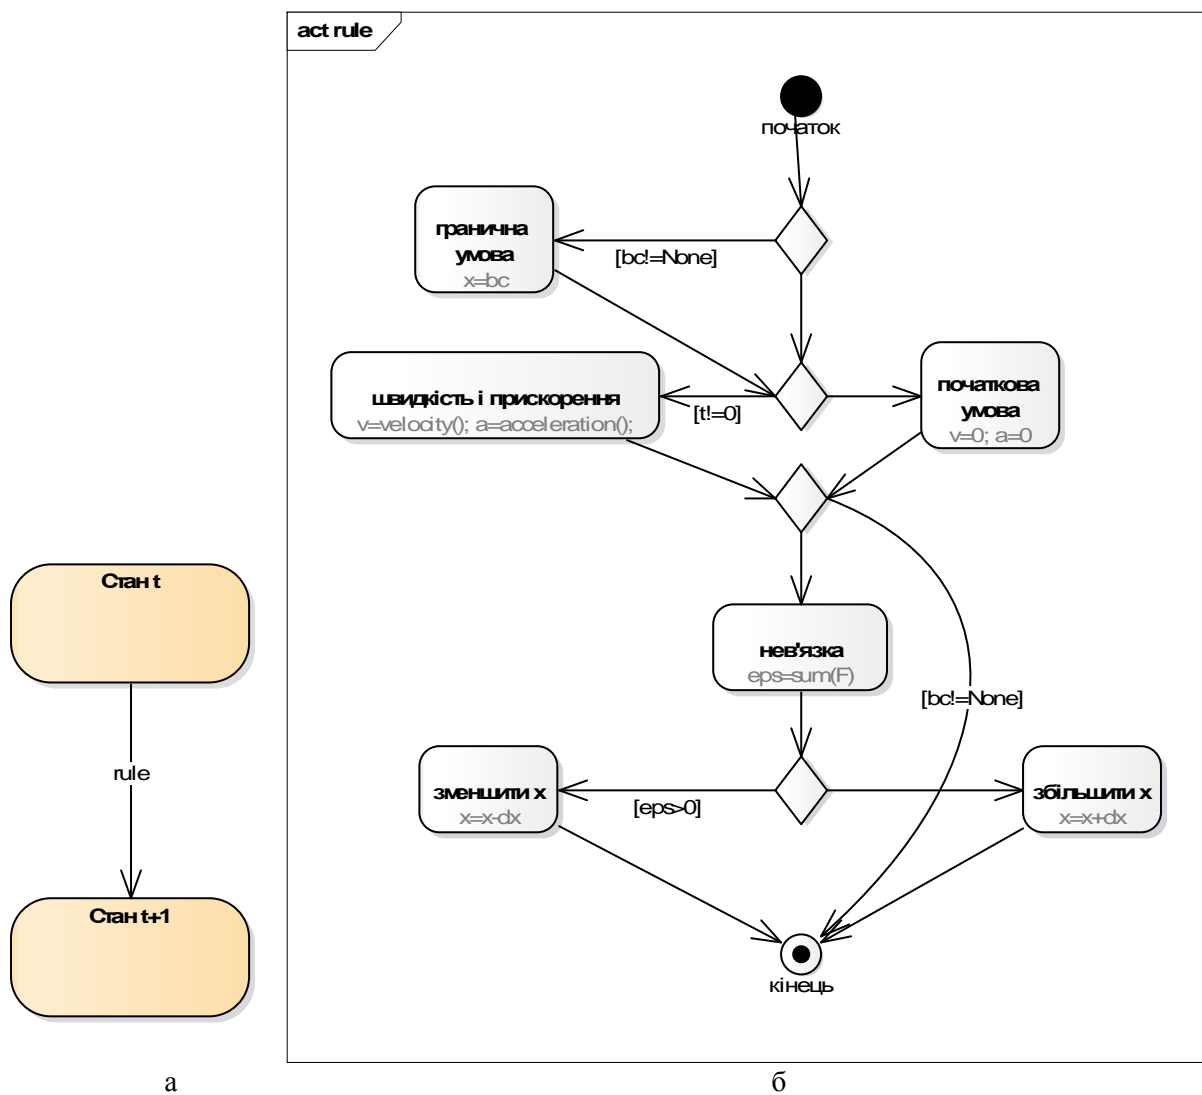 act rule
початок
гранична
умова
x=bc
[bc!=None]
швидкість і прискорення
v=velocity(); a=acceleration();
[t!=0]
початкова
умова
v=0; a=0
Стан t
нев'язка
eps=sum(F)
[bc!=None]
rule
зменшити x
x=x-dx
[eps>0]
збільшити x
x=x+dx
Стан t+1
кінець
а
б